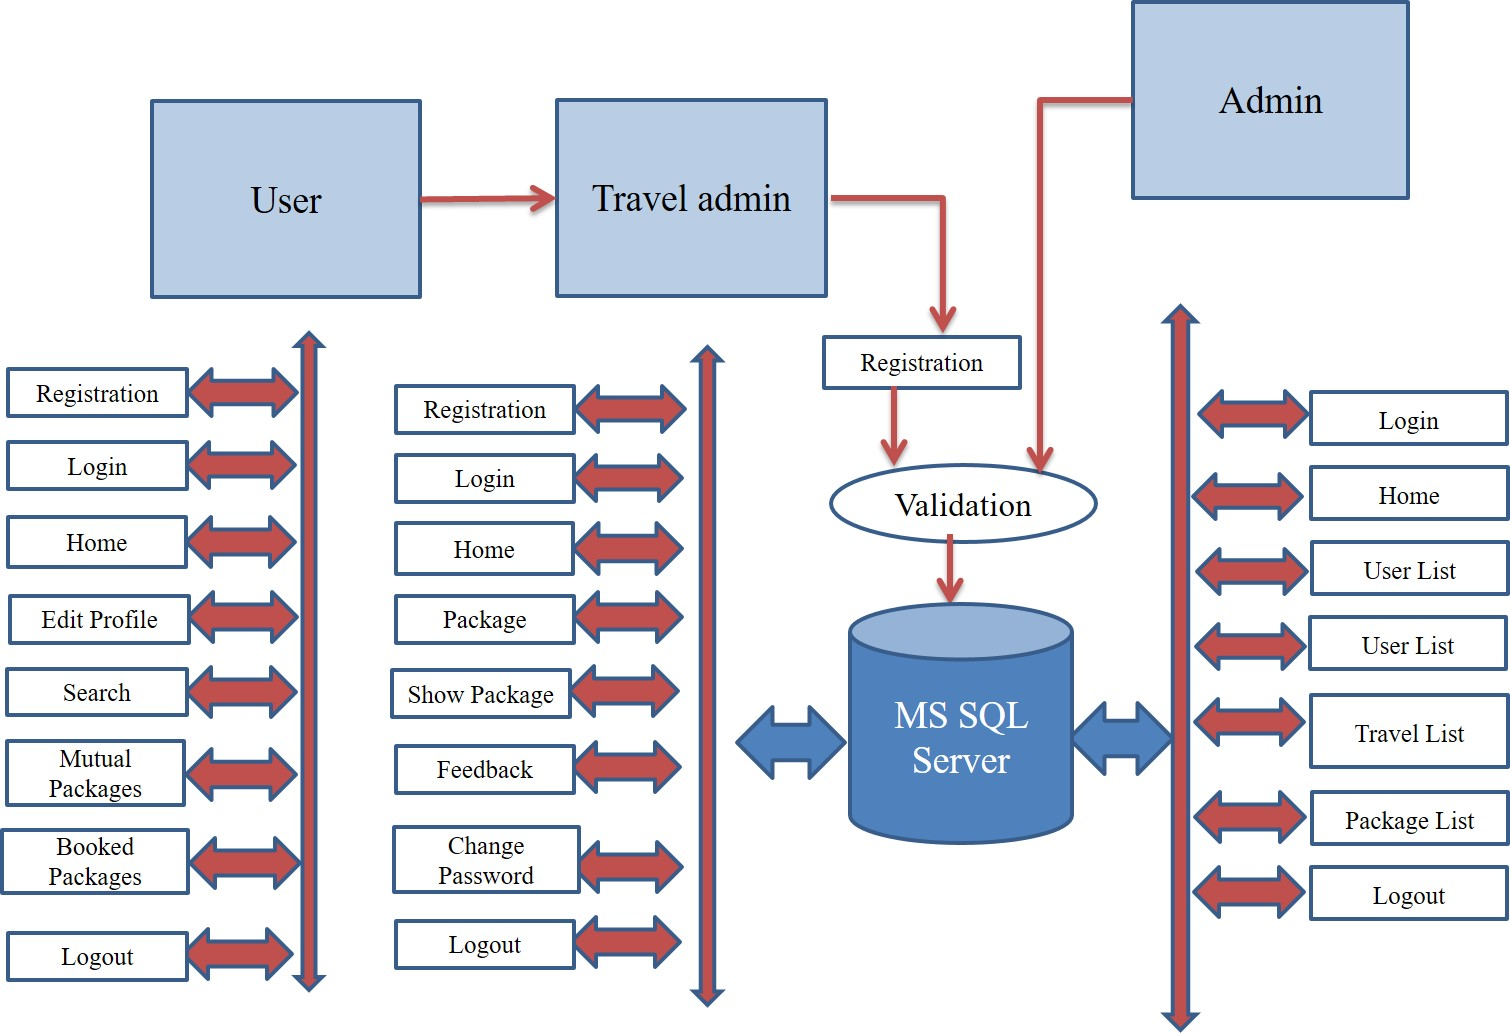 Admin
User
Travel admin
Registration
Validation
MS SQL
Server
Registration
Login
Home
Edit Profile
Search
Mutual
Packages
Booked
Packages
Logout
Registration
Login
Home
Package
Show Package
Feedback
Change
Password
Logout
Login
Home
User List
User List
Travel List
Package List
Logout